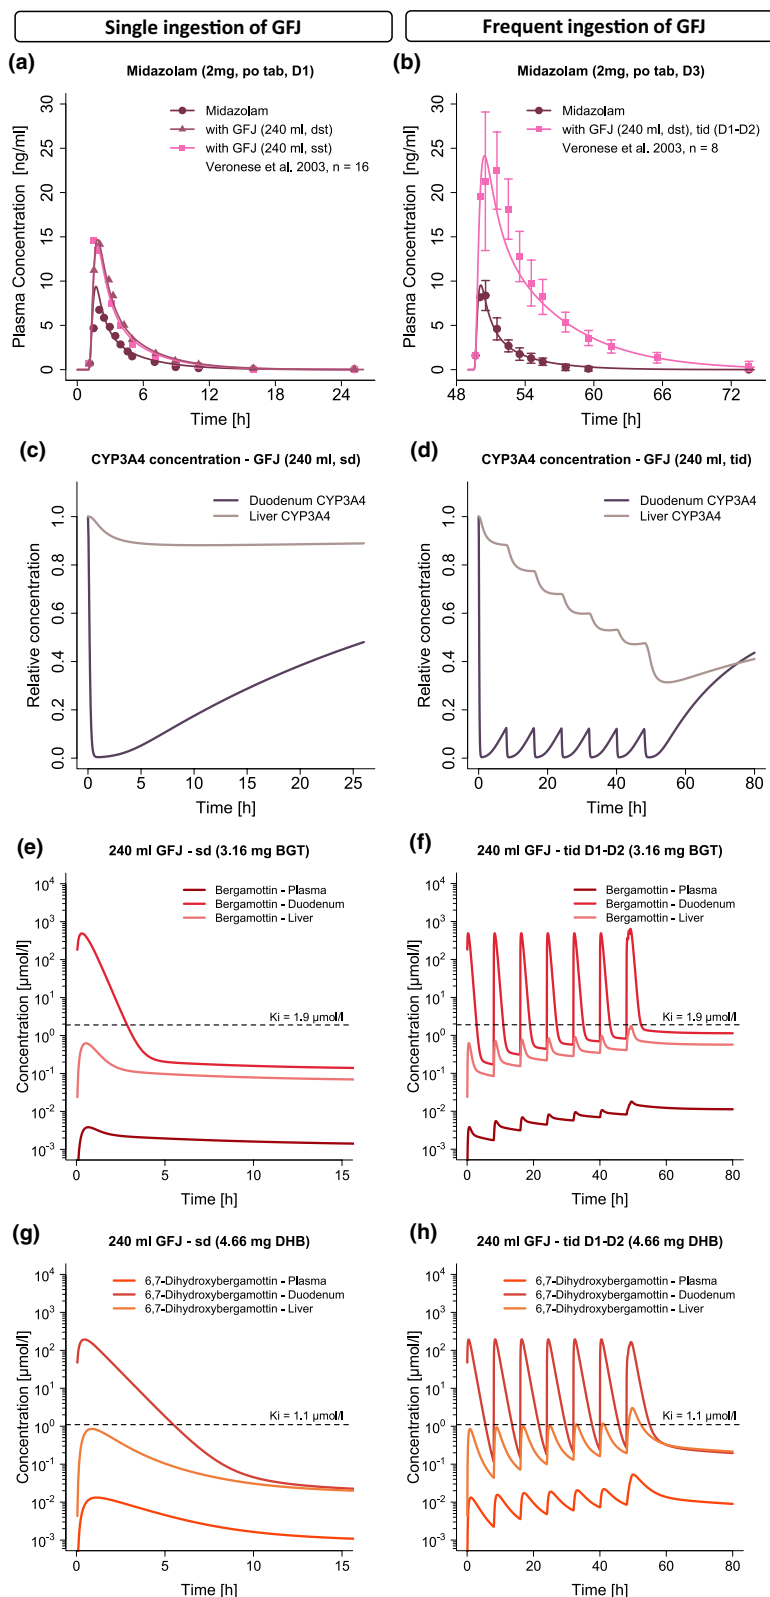 Single ingestion of GFJ
Frequent ingestion of GFJ
(a)
Midazolam (2mg, po tab, D1)
Plasma Concentration [ng/ml]
30
25
20
15
10
5
0
Midazolam
with GFJ (240 ml, dst)
with GFJ (240 ml, sst)
Veronese et al. 2003, n = 16
0 6 12 18 24
Time [h]
(b)
Midazolam (2mg, po tab, D3)
Plasma Concentration [ng/ml]
30
25
20
15
10
5
0
Midazolam
with GFJ (240 ml, dst), tid (D1-D2)
Veronese et al. 2003, n = 8
48 54 60 66 72
Time [h]
(c)
CYP3A4 concentration - GFJ (240 ml, sd)
Relative concentration
1.0
0.8
0.6
0.4
0.2
0.0
Duodenum CYP3A4
Liver CYP3A4
0 5 10 15 20 25
Time [h]
(d)
CYP3A4 concentration - GFJ (240 ml, tid)
Relative concentration
1.0
0.8
0.6
0.4
0.2
0.0
Duodenum CYP3A4
Liver CYP3A4
0 20 40 60 80
Time [h]
(e)
240 ml GFJ - sd (3.16 mg BGT)
Concentration [µmol/l]
10⁴
10³
10²
10¹
10⁰
10⁻¹
10⁻²
10⁻³
Bergamottin - Plasma
Bergamottin - Duodenum
Bergamottin - Liver
Ki = 1.9 µmol/l
0 5 10 15
Time [h]
(f)
240 ml GFJ - tid D1-D2 (3.16 mg BGT)
Concentration [µmol/l]
10⁴
10³
10²
10¹
10⁰
10⁻¹
10⁻²
10⁻³
Bergamottin - Plasma
Bergamottin - Duodenum
Bergamottin - Liver
Ki = 1.9 µmol/l
0 20 40 60 80
Time [h]
(g)
240 ml GFJ - sd (4.66 mg DHB)
Concentration [µmol/l]
10⁴
10³
10²
10¹
10⁰
10⁻¹
10⁻²
10⁻³
6,7-Dihydroxybergamottin - Plasma
6,7-Dihydroxybergamottin - Duodenum
6,7-Dihydroxybergamottin - Liver
Ki = 1.1 µmol/l
0 5 10 15
Time [h]
(h)
240 ml GFJ - tid D1-D2 (4.66 mg DHB)
Concentration [µmol/l]
10⁴
10³
10²
10¹
10⁰
10⁻¹
10⁻²
10⁻³
6,7-Dihydroxybergamottin - Plasma
6,7-Dihydroxybergamottin - Duodenum
6,7-Dihydroxybergamottin - Liver
Ki = 1.1 µmol/l
0 20 40 60 80
Time [h]